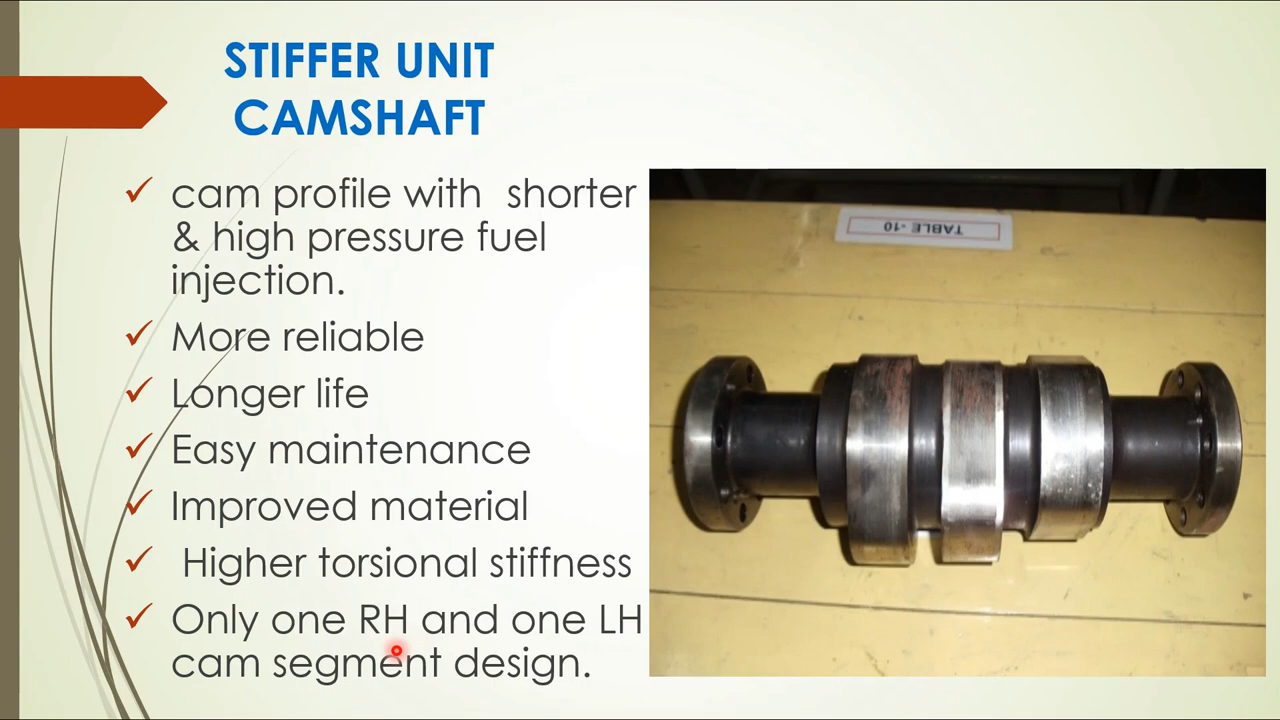 STIFFER UNIT
CAMSHAFT
cam profile with shorter
& high pressure fuel
injection.
More reliable
Longer life
Easy maintenance
Improved material
Higher torsional stiffness
Only one RH and one LH
cam segment design.
TABLE -10